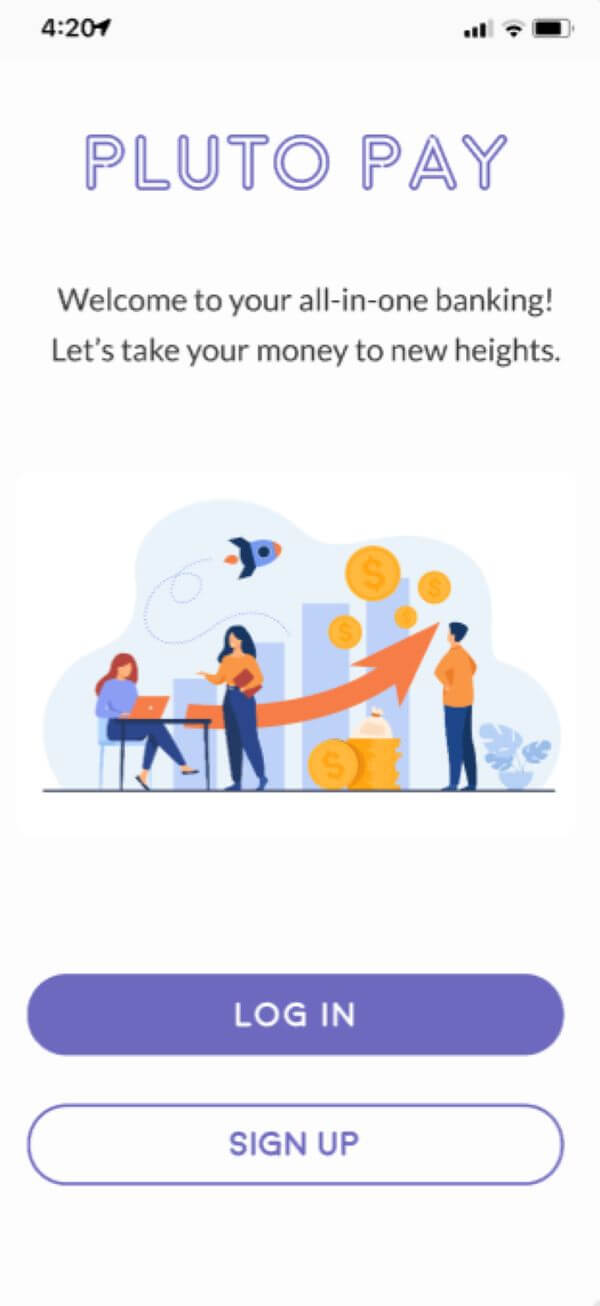 4:20
PLUTO PAY
Welcome to your all-in-one banking!
Let's take your money to new heights.
$
$
$
$
$
LOG IN
SIGN UP